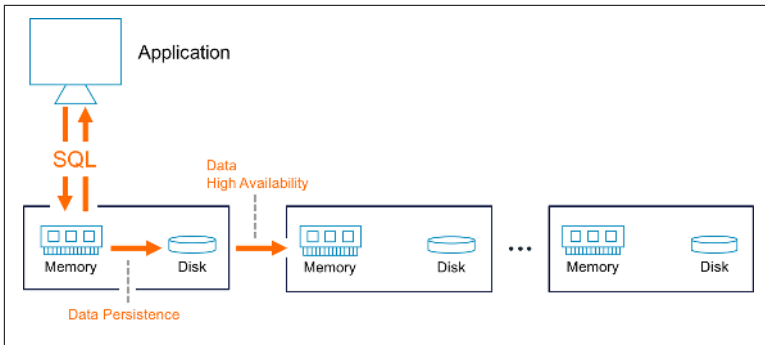 Application
SQL
Data
High Availability
Memory
Disk
Memory
Disk
...
Memory
Disk
Data Persistence